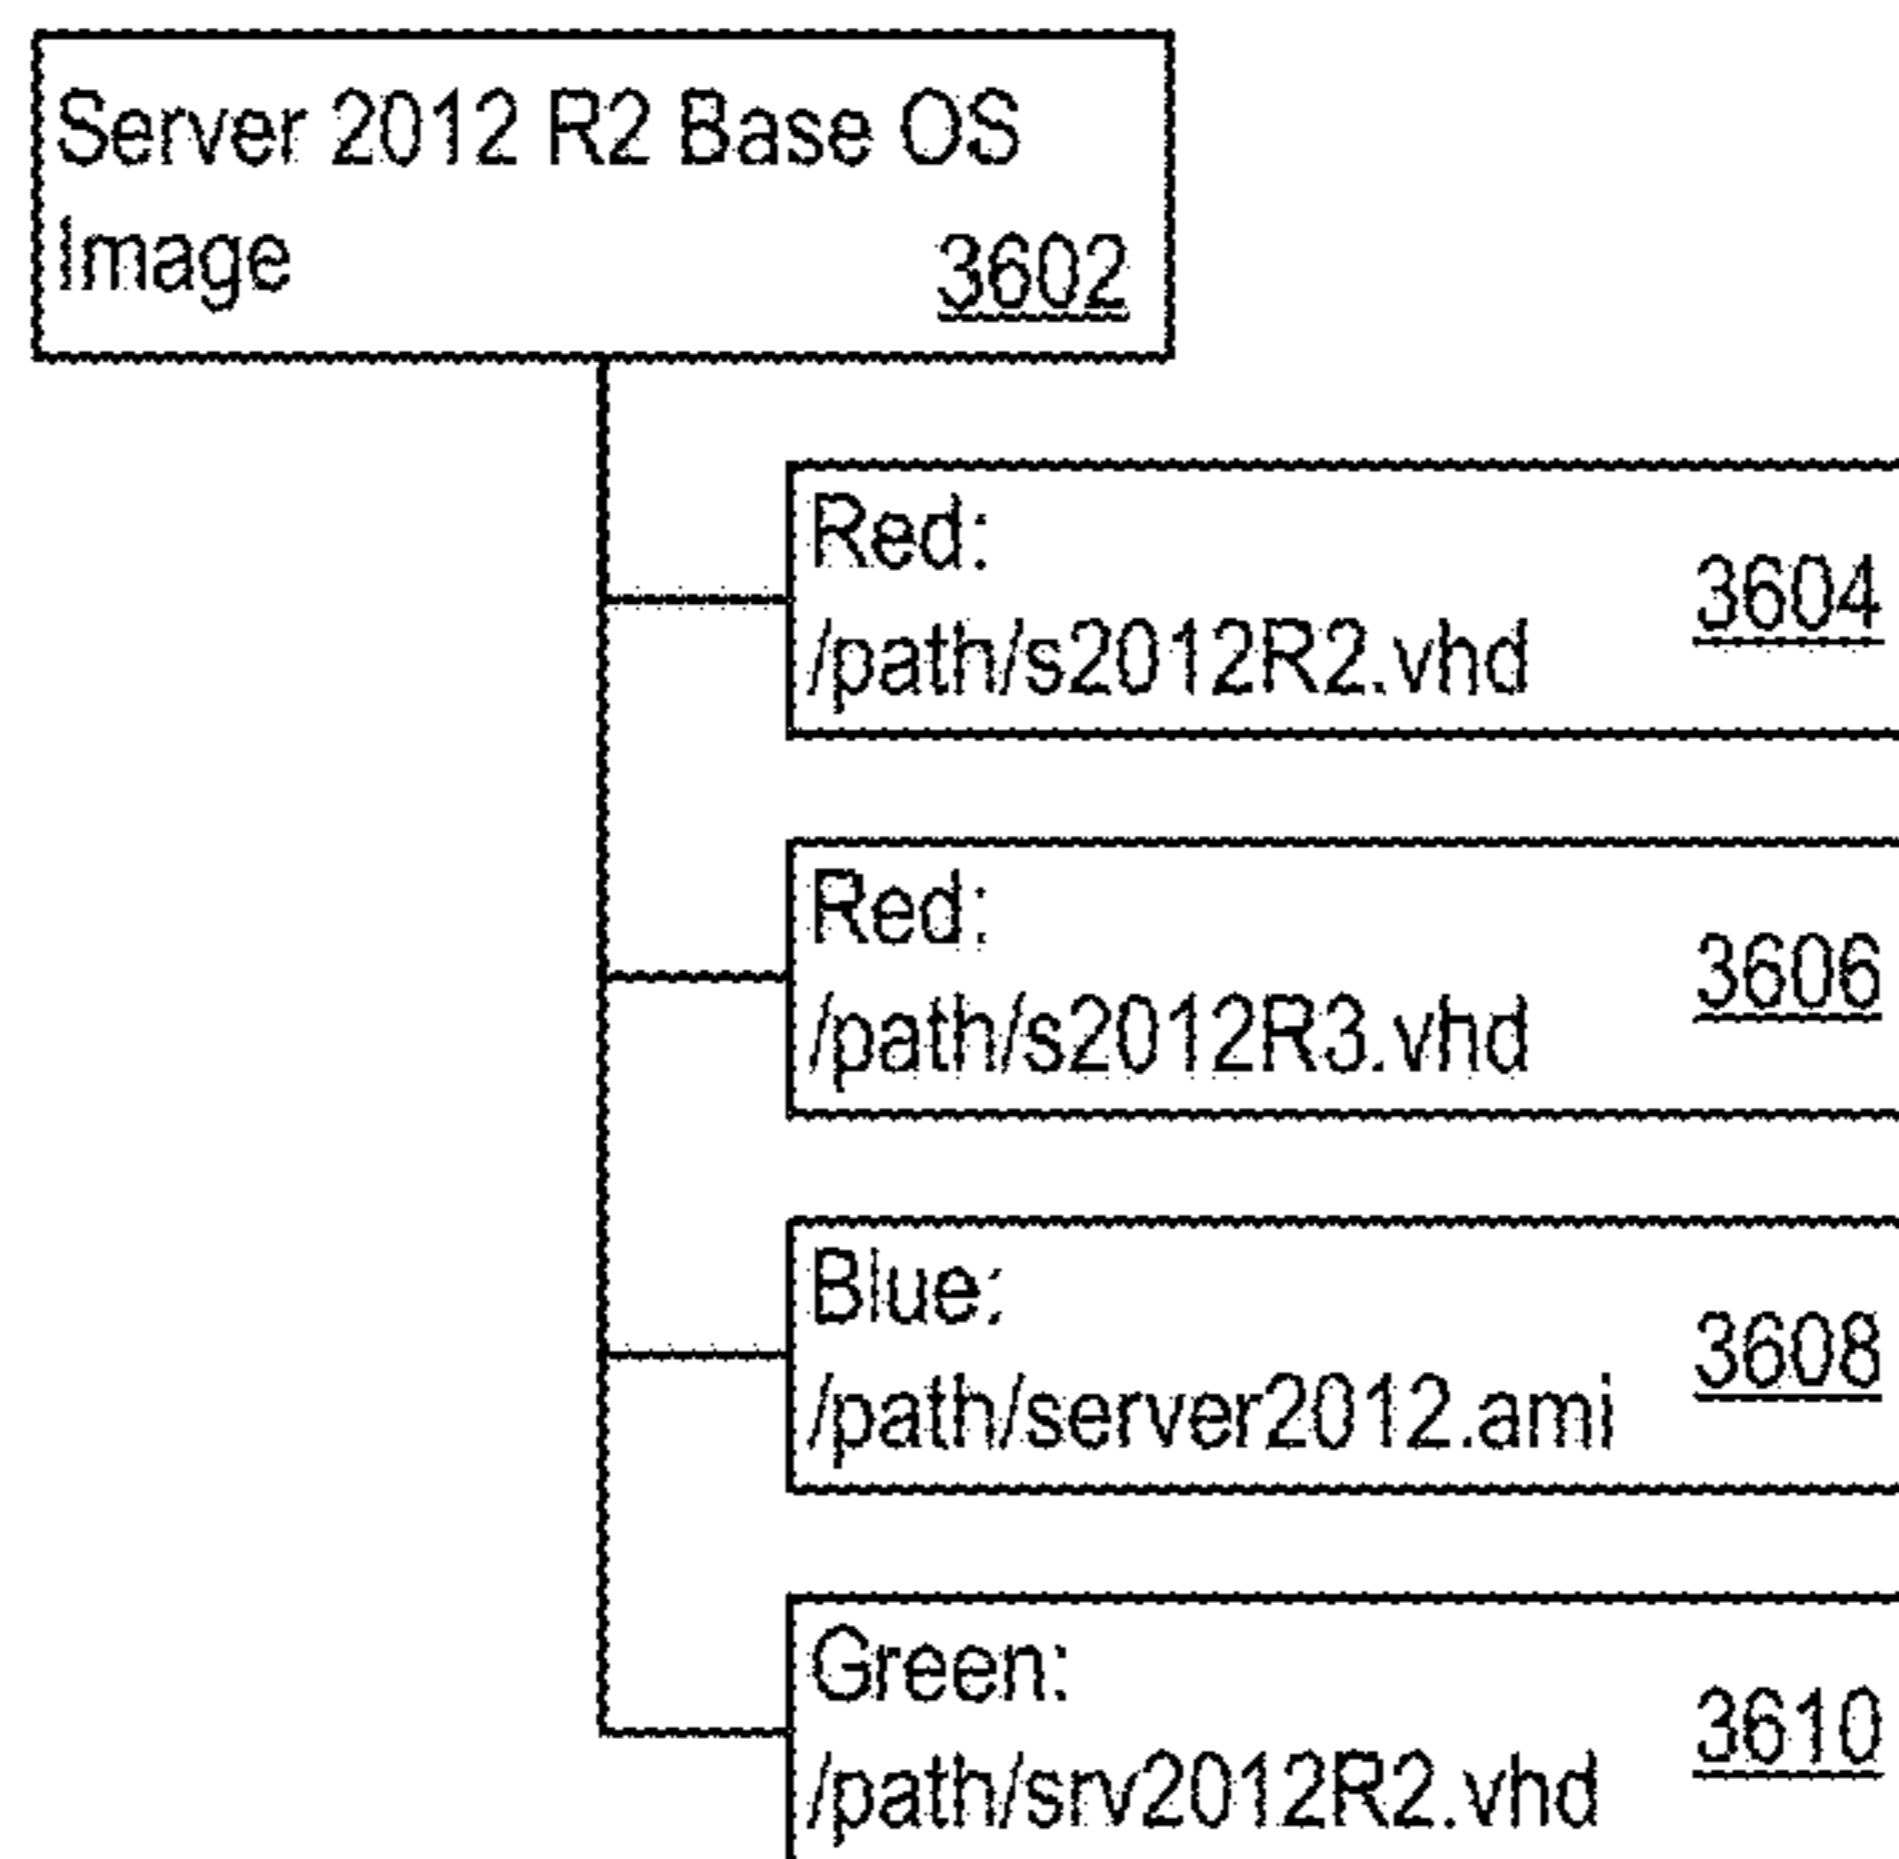 Server 2012 R2 Base OS
Image 3602
Red:
3604
/path/s2012R2.vhd
Red:
3606
/path/s2012R3.vhd
Blue:
3608
/path/server2012.ami
Green:
3610
/path/srv2012R2.vhd